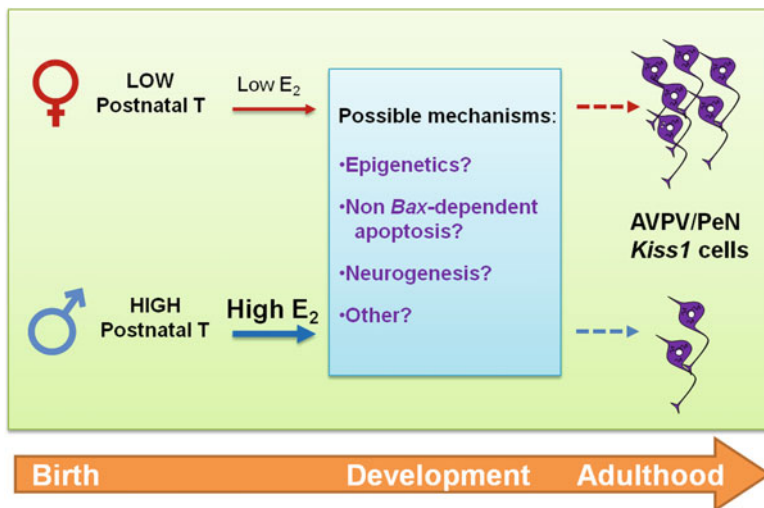 LOW
Postnatal T
Low E₂
Possible mechanisms:
•Epigenetics?
•Non Bax-dependent
apoptosis?
•Neurogenesis?
•Other?
AVPV/PeN
Kiss1 cells
HIGH
Postnatal T
High E₂
Birth
Development
Adulthood